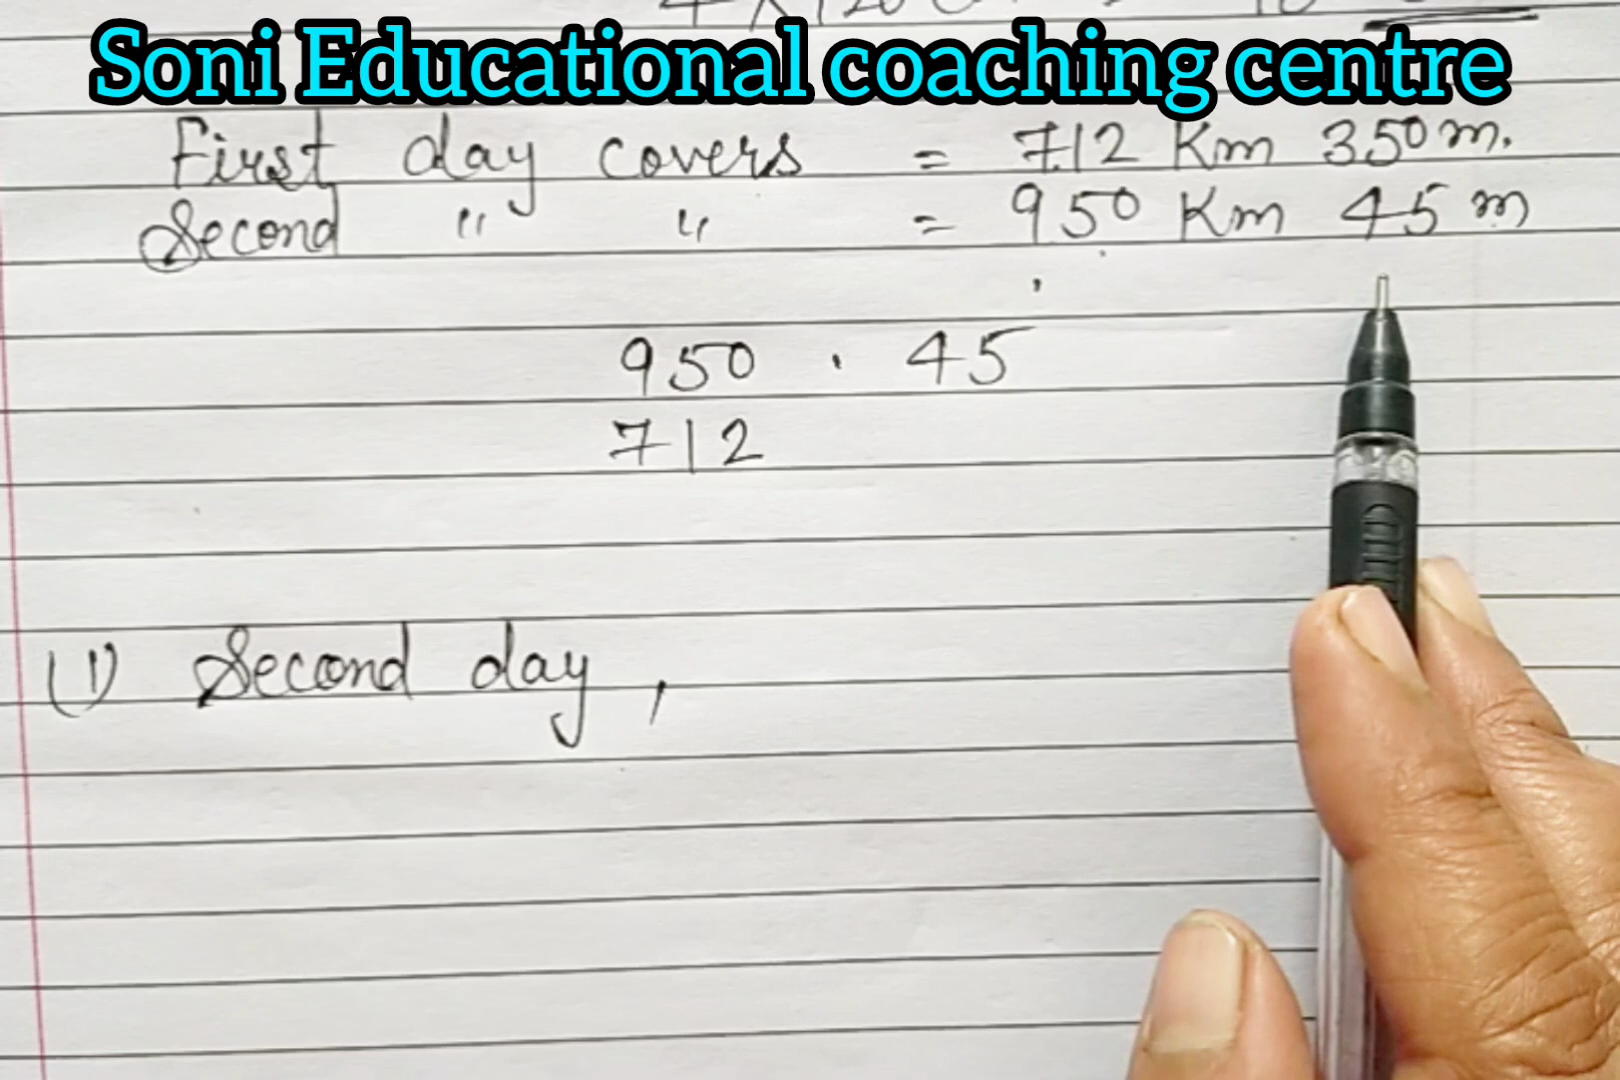 Soni Educational coaching centre
First day covers = 712 Km 350m.
Second " " = 950 Km 45 m
950 . 45
712
(1) Second day,